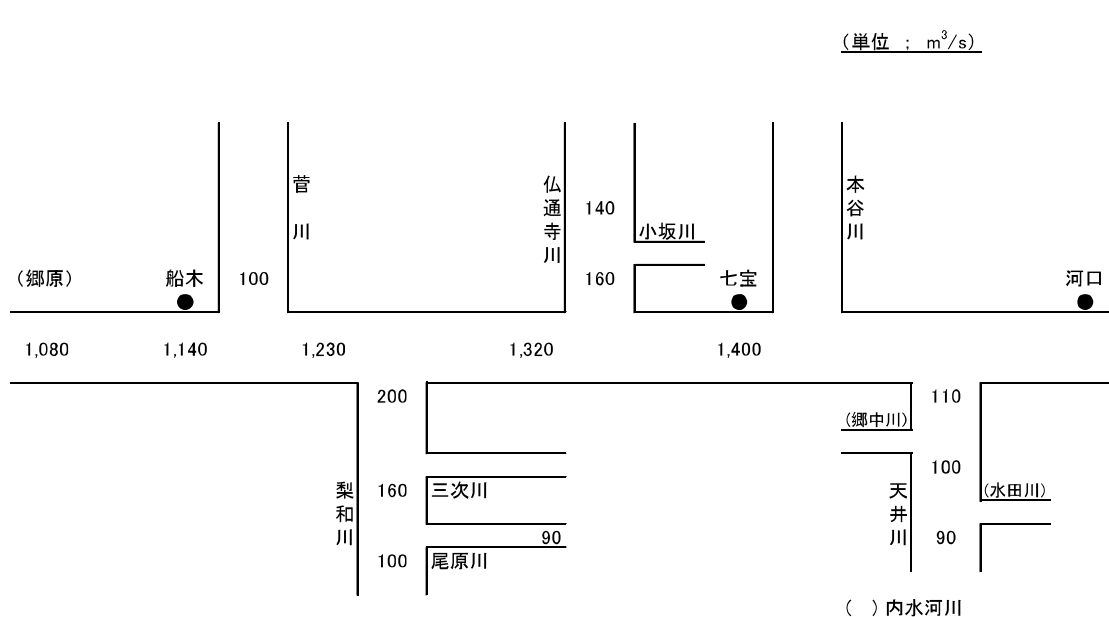 (単位 ； m³/s)
菅川
仏通寺川
本谷川
140
小坂川
(郷原)
船木
100
160
七宝
河口
1,080
1,140
1,230
1,320
1,400
200
110
(郷中川)
100
梨和川
160
三次川
天井川
(水田川)
90
90
100
尾原川
(　)内水河川